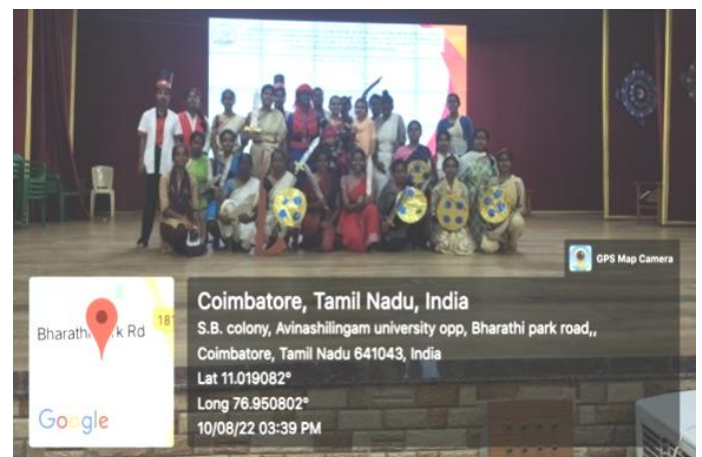 GPS Map Camera
Coimbatore, Tamil Nadu, India
S.B. colony, Avinashilingam university opp, Bharathi park road,,
Coimbatore, Tamil Nadu 641043, India
Lat 11.019082°
Long 76.950802°
10/08/22 03:39 PM
Bharath k Rd
181
Google